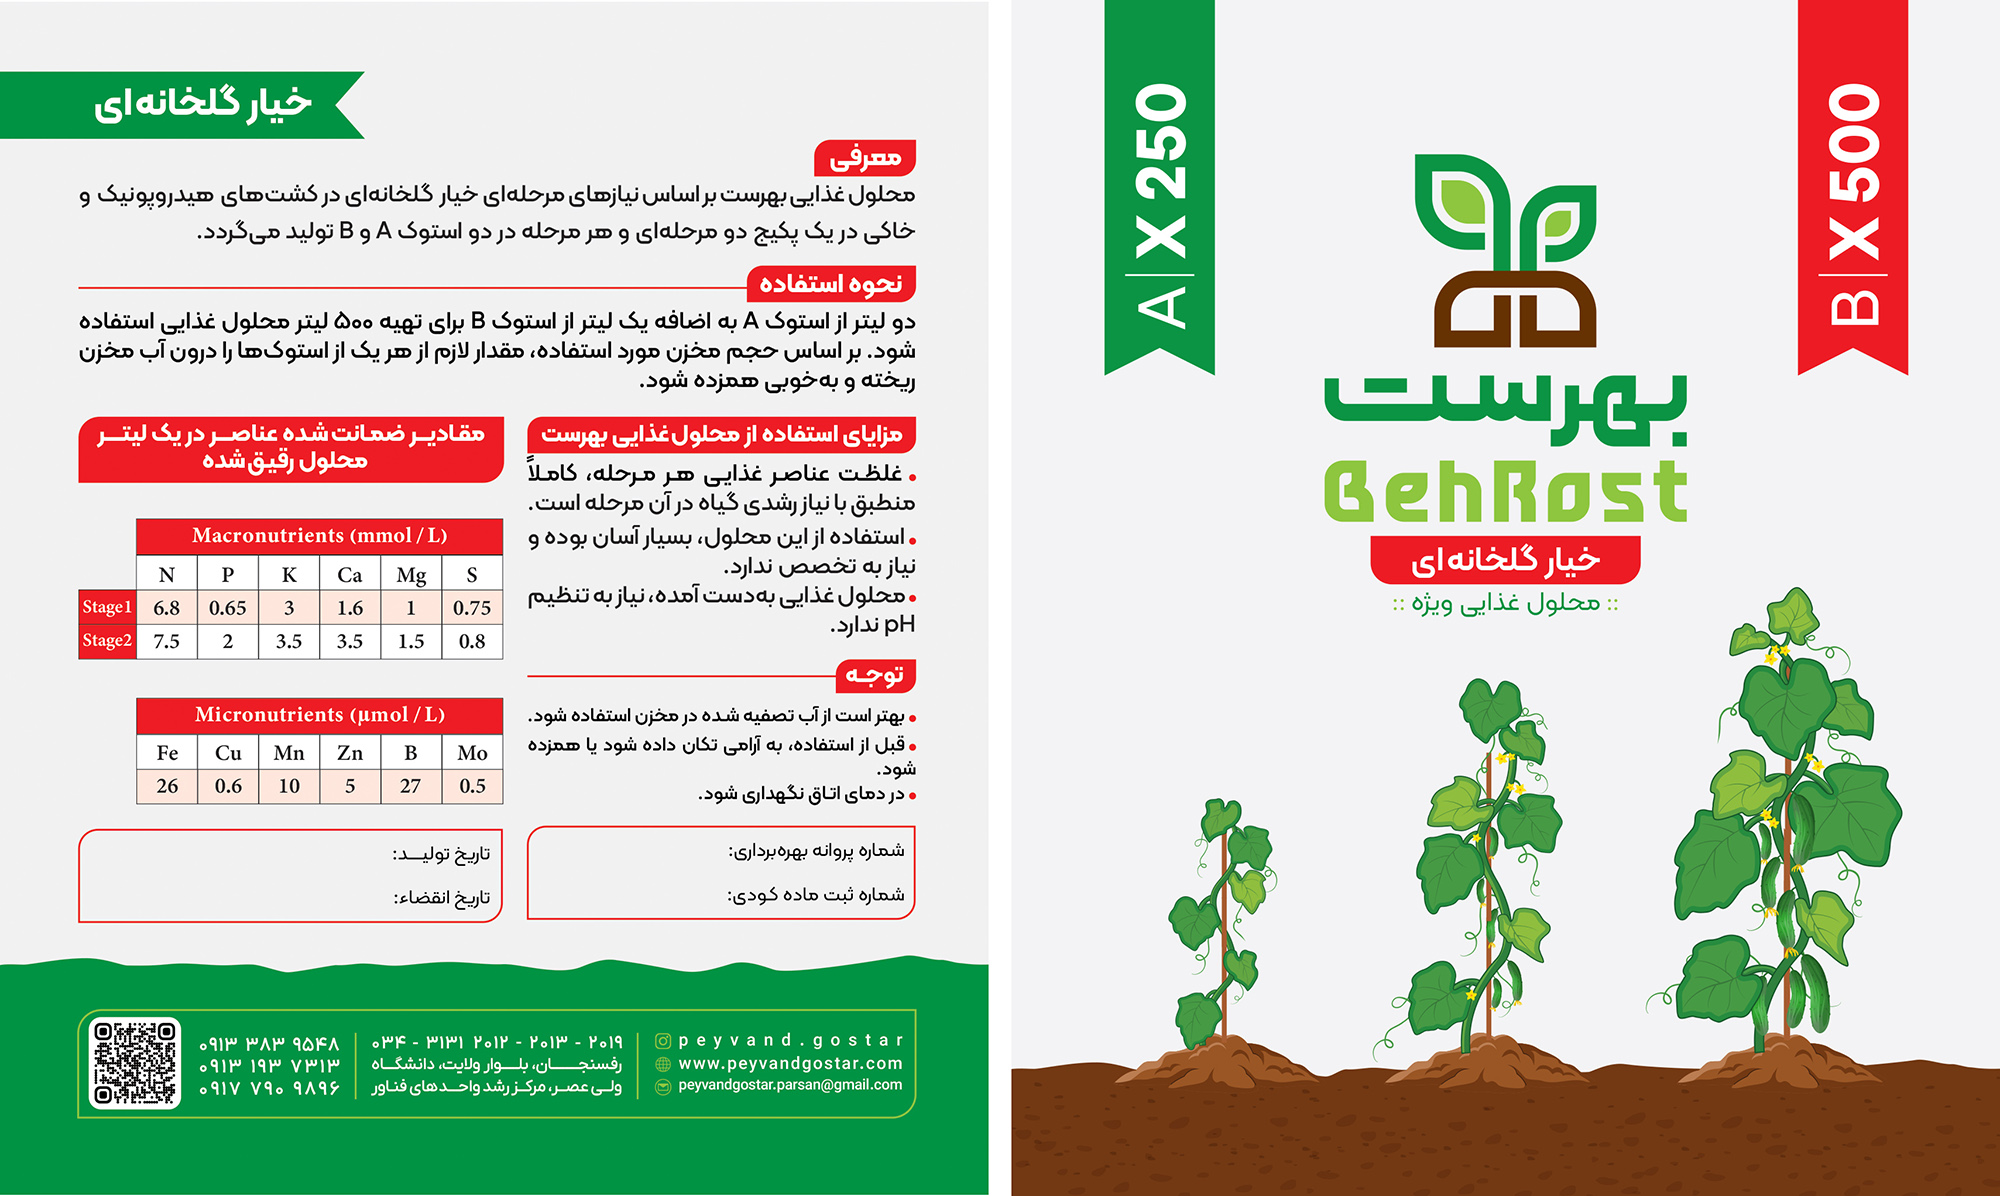 خیار گلخانه‌ای
معرفی
محلول غذایی بهرست بر اساس نیازهای مرحله‌ای خیار گلخانه‌ای در کشت‌های هیدروپونیک و
خاکی در یک پکیج دو مرحله‌ای و هر مرحله در دو استوک A و B تولید می‌گردد.
نحوه استفاده
دو لیتر از استوک A به اضافه یک لیتر از استوک B برای تهیه ۵۰۰ لیتر محلول غذایی استفاده
شود. بر اساس حجم مخزن مورد استفاده، مقدار لازم از هر یک از استوک‌ها را درون آب مخزن
ریخته و به‌خوبی همزده شود.
مزایای استفاده از محلول‌غذایی بهرست
• غلظت عناصر غذایی هر مرحله، کاملاً
منطبق با نیاز رشدی گیاه در آن مرحله است.
• استفاده از این محلول، بسیار آسان بوده و
نیاز به تخصص ندارد.
• محلول غذایی به‌دست آمده، نیاز به تنظیم
pH ندارد.
توجه
• بهتر است از آب تصفیه شده در مخزن استفاده شود.
• قبل از استفاده، به آرامی تکان داده شود یا همزده
شود.
• در دمای اتاق نگهداری شود.
شماره پروانه بهره‌برداری:
شماره ثبت ماده کودی:
مقادیر ضمانت شده عناصر در یک لیتر
محلول رقیق‌شده
Macronutrients (mmol / L)
N P K Ca Mg S
Stage1 6.8 0.65 3 1.6 1 0.75
Stage2 7.5 2 3.5 3.5 1.5 0.8
Micronutrients (µmol / L)
Fe Cu Mn Zn B Mo
26 0.6 10 5 27 0.5
تاریخ تولید:
تاریخ انقضاء:
peyvand.gostar
www.peyvandgostar.com
peyvandgostar.parsan@gmail.com
۰۳۴ - ۳۱۳۱ ۲۰۱۲ - ۲۰۱۳ - ۲۰۱۹
رفسنجان، بلوار ولایت، دانشگاه
ولی عصر، مرکز رشد واحدهای فناور
۰۹۱۳ ۳۸۳ ۹۵۴۸
۰۹۱۳ ۱۹۳ ۷۳۱۳
۰۹۱۷ ۷۹۰ ۹۸۹۶
A X 250
B X 500
بهرست
BehRost
خیار گلخانه‌ای
:: محلول غذایی ویژه ::